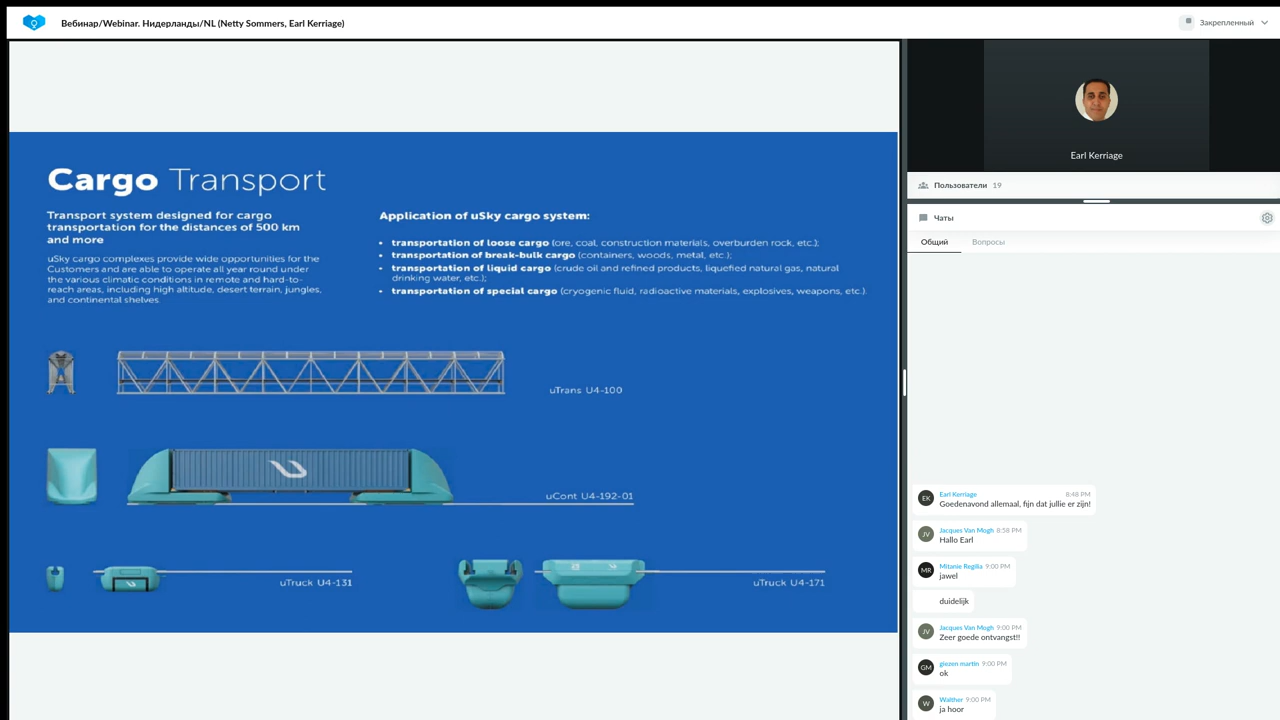 Вебинар/Webinar. Нидерланды/NL (Netty Sommers, Earl Kerriage)
Закрепленный
Cargo Transport
Transport system designed for cargo
transportation for the distances of 500 km
and more
uSky cargo complexes provide wide opportunities for the
Customers and are able to operate all year round under
the various climatic conditions in remote and hard-to-
reach areas, including high altitude, desert terrain, jungles,
and continental shelves
Application of uSky cargo system:
• transportation of loose cargo (ore, coal, construction materials, overburden rock, etc.);
• transportation of break-bulk cargo (containers, woods, metal, etc.);
• transportation of liquid cargo (crude oil and refined products, liquefied natural gas, natural
drinking water, etc.);
• transportation of special cargo (cryogenic fluid, radioactive materials, explosives, weapons, etc.).
uTrans U4-100
uCont U4-192-01
uTruck U4-131
uTruck U4-171
Earl Kerriage
Пользователи 19
Чаты
Общий
Вопросы
EK
Earl Kerriage 8:48 PM
Goedenavond allemaal, fijn dat jullie er zijn!
JV
Jacques Van Mogh 8:58 PM
Hallo Earl
MR
Mitanie Regilia 9:00 PM
jawel
duidelijk
JV
Jacques Van Mogh 9:00 PM
Zeer goede ontvangst!!
GM
giezen martin 9:00 PM
ok
W
Walther 9:00 PM
ja hoor